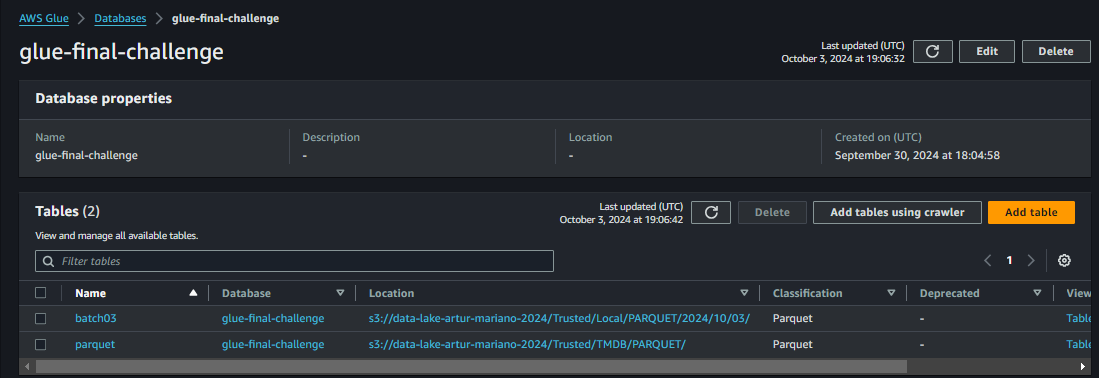 AWS Glue > Databases > glue-final-challenge
glue-final-challenge
Last updated (UTC)
October 3, 2024 at 19:06:32
Edit
Delete
Database properties
Name
glue-final-challenge
Description
-
Location
-
Created on (UTC)
September 30, 2024 at 18:04:58
Tables (2)
View and manage all available tables.
Last updated (UTC)
October 3, 2024 at 19:06:42
Delete
Add tables using crawler
Add table
Filter tables
1
Name Database Location Classification Deprecated View
batch03 glue-final-challenge s3://data-lake-artur-mariano-2024/Trusted/Local/PARQUET/2024/10/03/ Parquet - Table
parquet glue-final-challenge s3://data-lake-artur-mariano-2024/Trusted/TMDB/PARQUET/ Parquet - Table